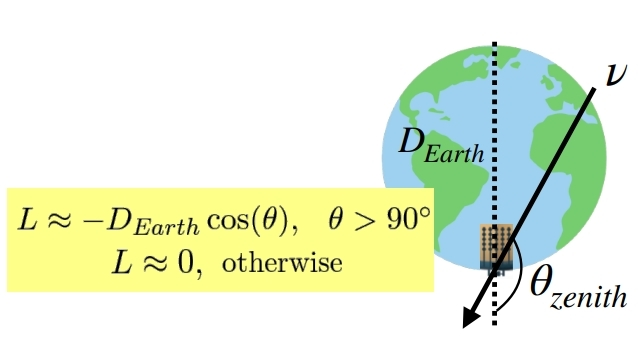 ν
D_Earth
L ≈ −D_Earth cos(θ), θ > 90°
L ≈ 0, otherwise
θ_zenith